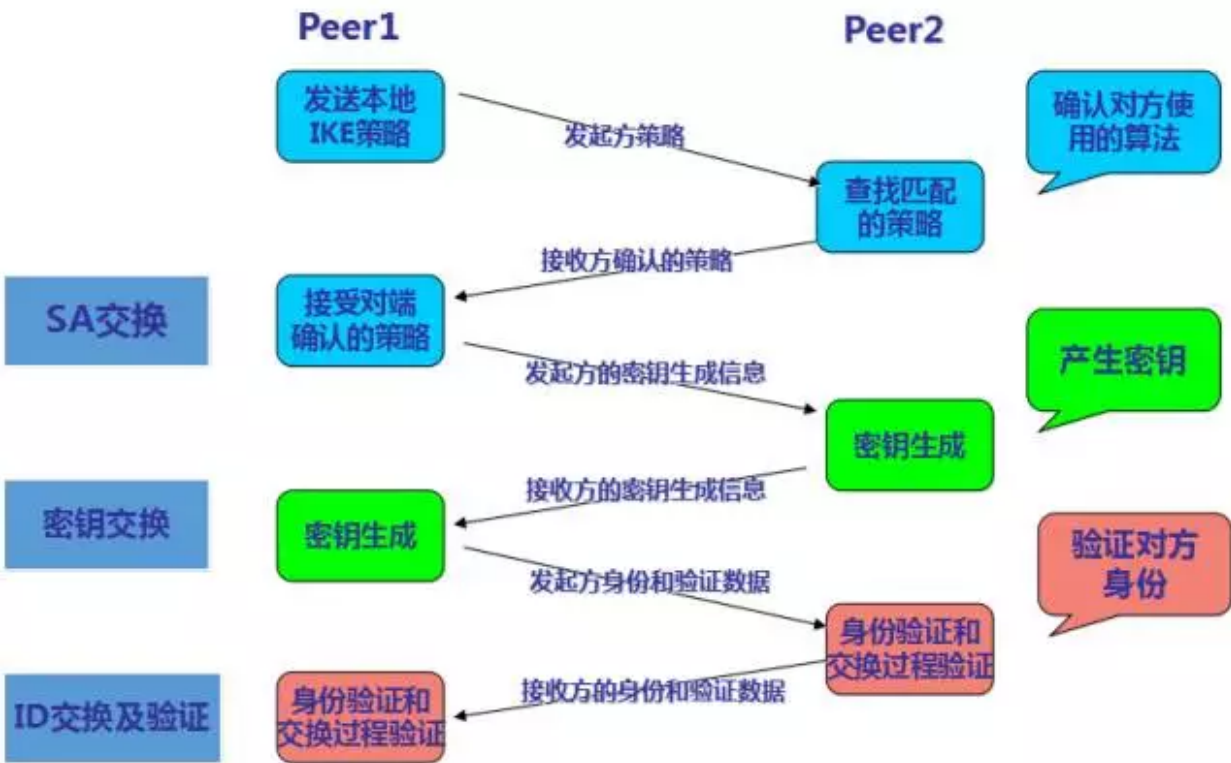 Peer1
Peer2
发送本地
IKE策略
确认对方使
用的算法
发起方策略
查找匹配
的策略
接收方确认的策略
SA交换
接受对端
确认的策略
产生密钥
发起方的密钥生成信息
密钥生成
接收方的密钥生成信息
密钥交换
密钥生成
验证对方
身份
发起方身份和验证数据
身份验证和
交换过程验证
接收方的身份和验证数据
ID交换及验证
身份验证和
交换过程验证